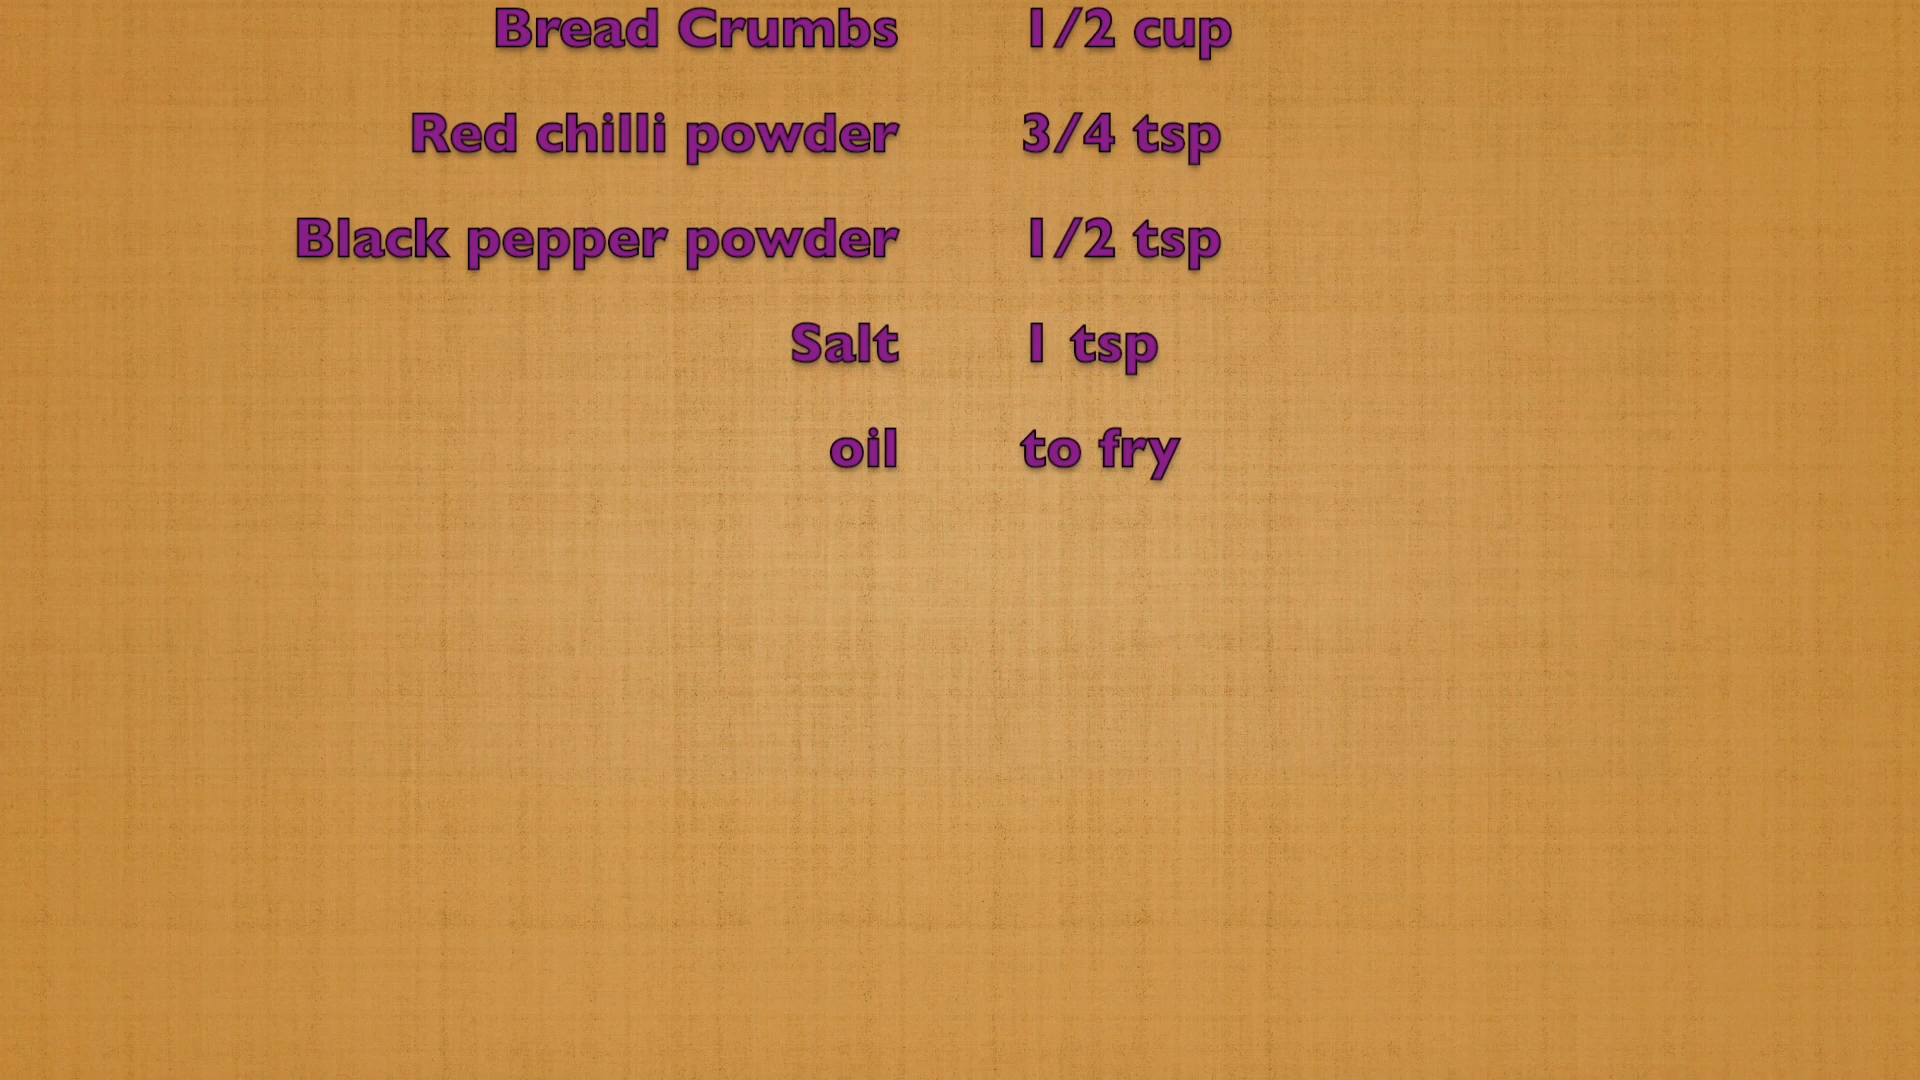 Bread Crumbs 1/2 cup
Red chilli powder 3/4 tsp
Black pepper powder 1/2 tsp
Salt 1 tsp
oil to fry